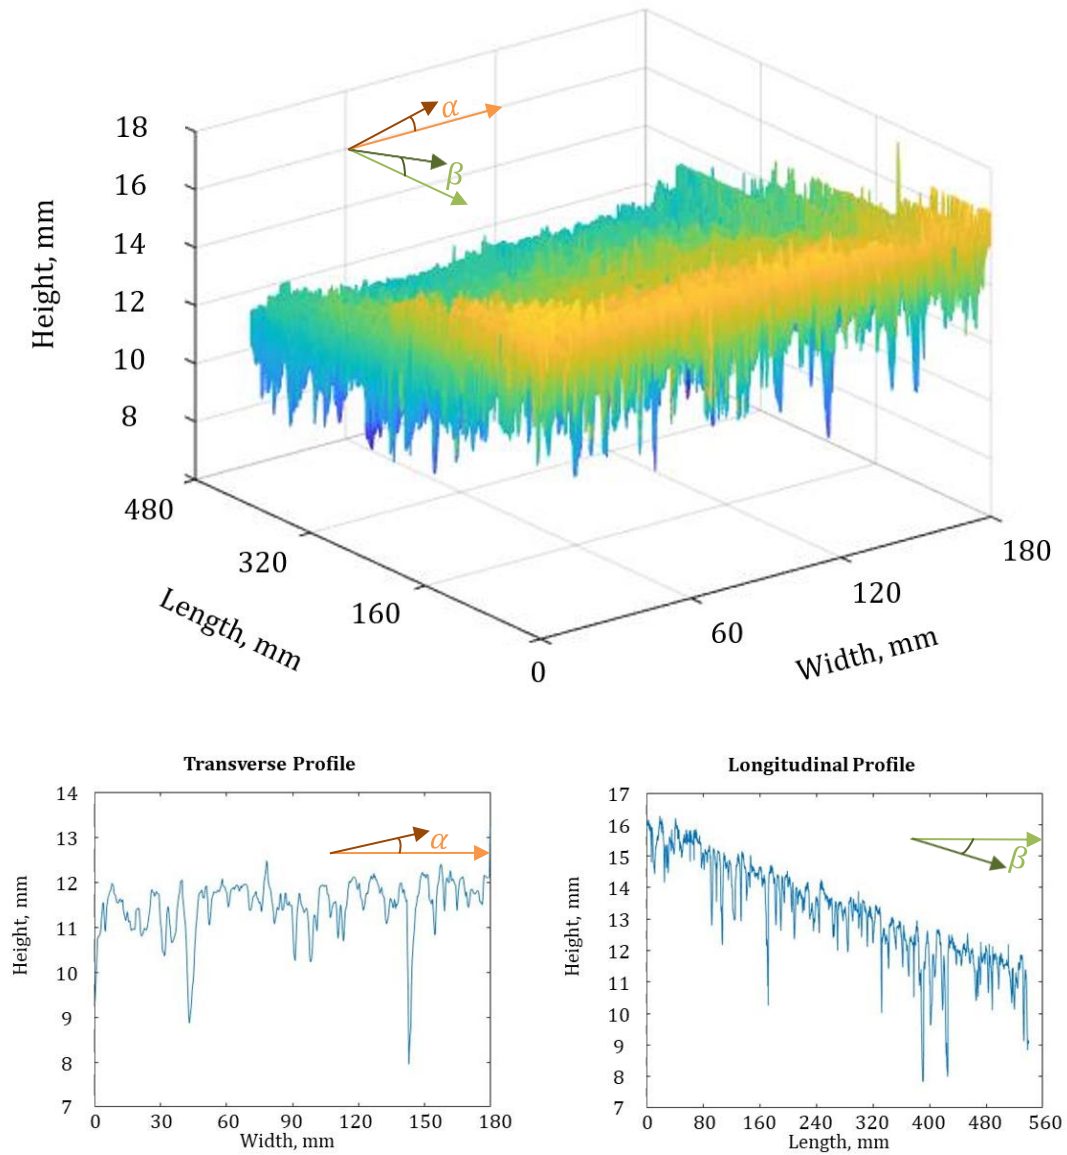 18
16
14
12
10
8
Height, mm
α
β
480
320
160
0
60
120
180
Length, mm
Width, mm
Transverse Profile
14
13
12
11
10
9
8
7
Height, mm
α
0 30 60 90 120 150 180
Width, mm
Longitudinal Profile
17
16
15
14
13
12
11
10
9
8
7
Height, mm
β
0 80 160 240 320 400 480 560
Length, mm